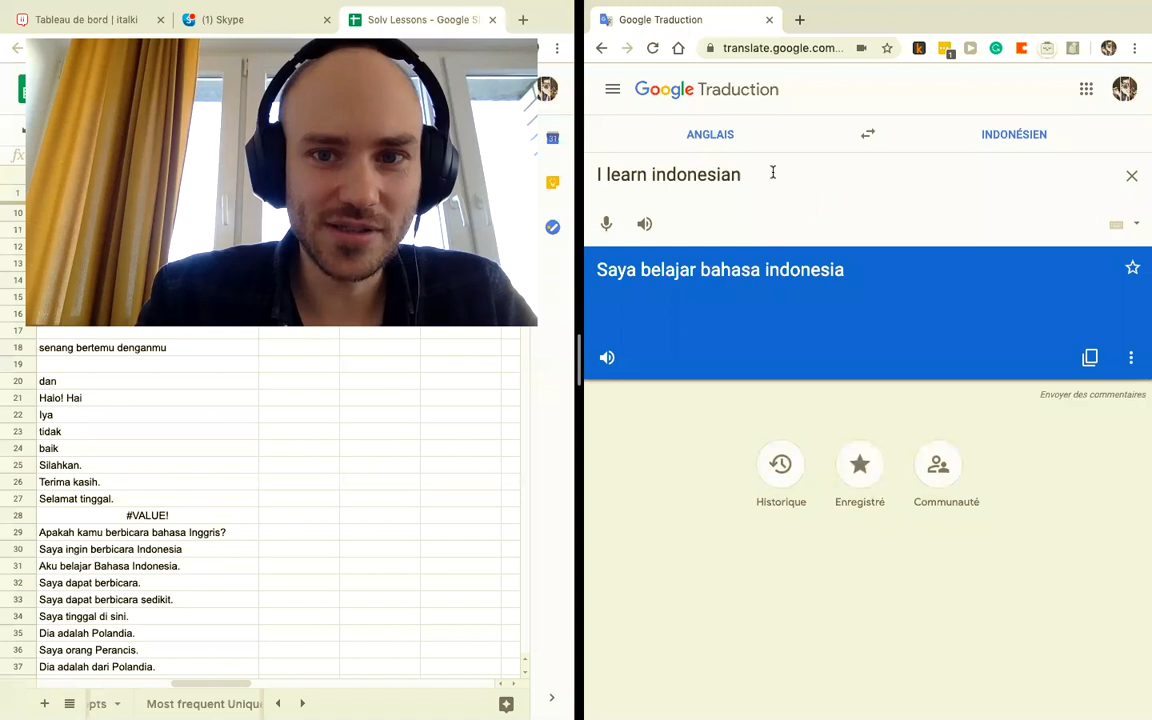 Tableau de bord | italki
(1) Skype
Solv Lessons - Google S
Google Traduction
translate.google.com...
1
Google Traduction
ANGLAIS
INDONÉSIEN
I learn indonesian
Saya belajar bahasa indonesia
Envoyer des commentaires
Historique
Enregistré
Communauté
fx
31
1
10
11
12
13
14
15
16
17
18 senang bertemu denganmu
19
20 dan
21 Halo! Hai
22 Iya
23 tidak
24 baik
25 Silahkan.
26 Terima kasih.
27 Selamat tinggal.
28 #VALUE!
29 Apakah kamu berbicara bahasa Inggris?
30 Saya ingin berbicara Indonesia
31 Aku belajar Bahasa Indonesia.
32 Saya dapat berbicara.
33 Saya dapat berbicara sedikit.
34 Saya tinggal di sini.
35 Dia adalah Polandia.
36 Saya orang Perancis.
37 Dia adalah dari Polandia.
pts
Most frequent Uniqu